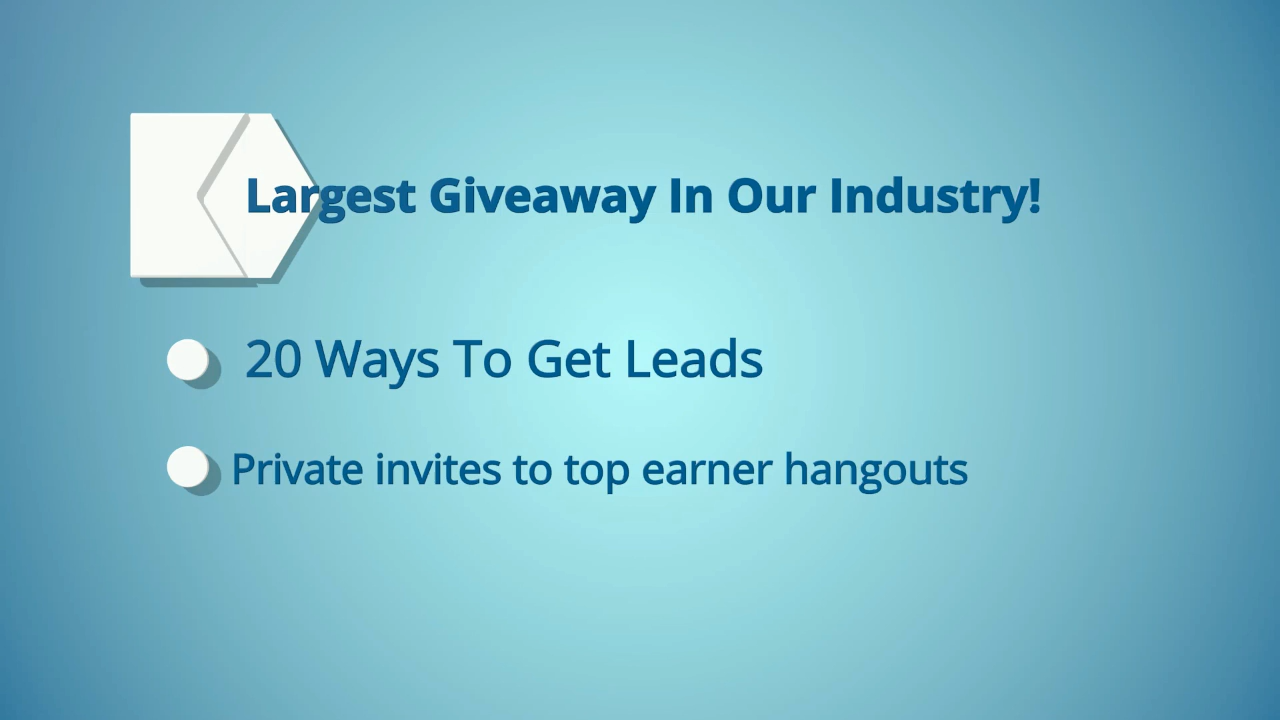 Largest Giveaway In Our Industry!
20 Ways To Get Leads
Private invites to top earner hangouts